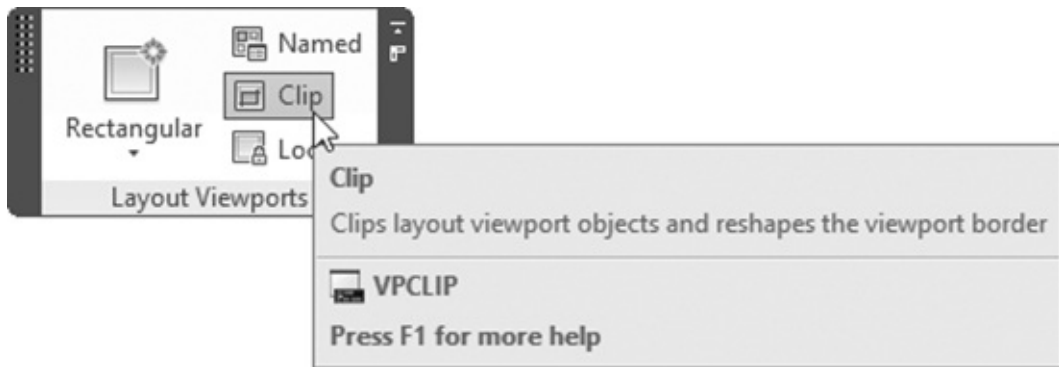 Named
Clip
Rectangular
Layout Viewports
Clip
Clips layout viewport objects and reshapes the viewport border
VPCLIP
Press F1 for more help